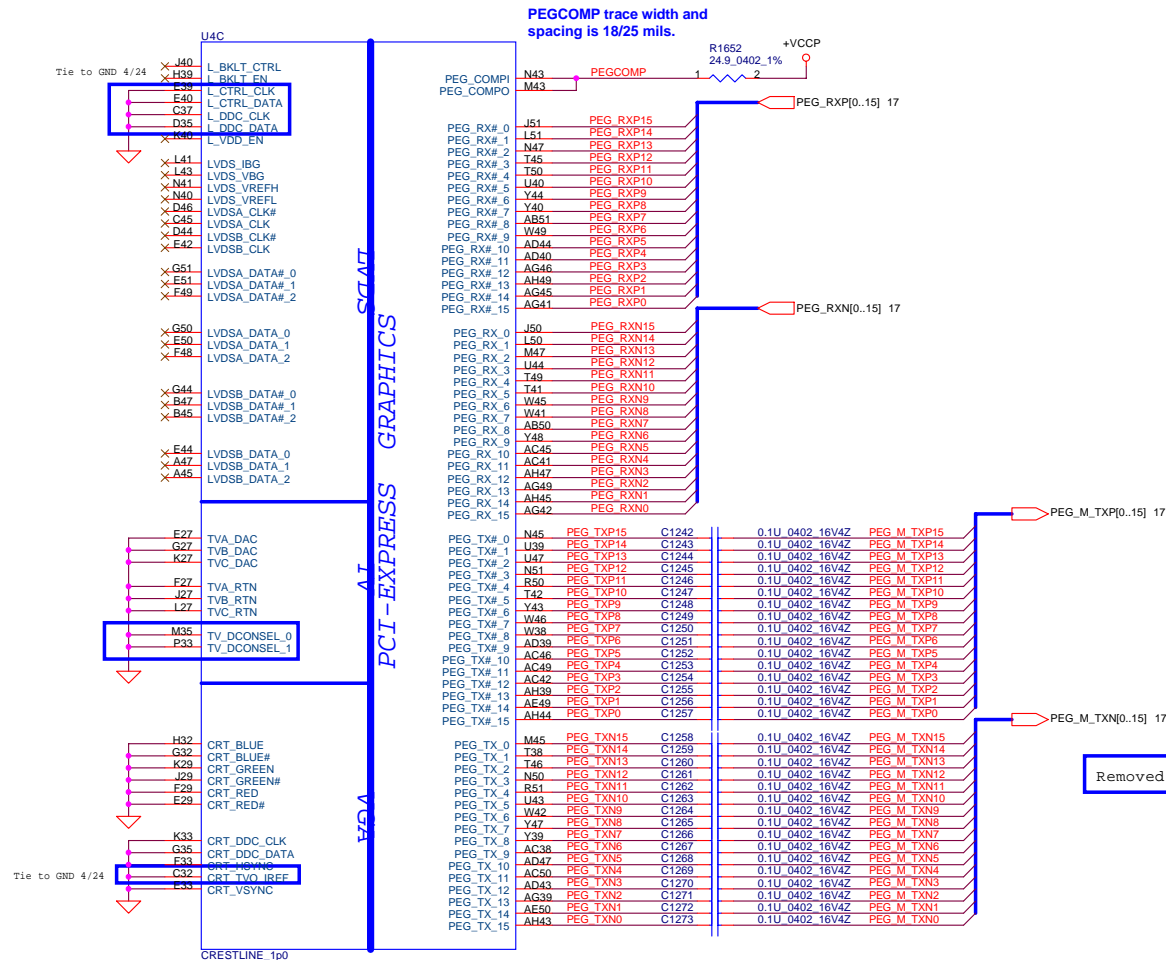 PEGCOMP trace width and
spacing is 18/25 mils.
U4C
R1652
24.9_0402_1%
+VCCP
Tie to GND 4/24
J40 L_BKLT_CTRL
H39 L_BKLT_EN
E39 L_CTRL_CLK
E40 L_CTRL_DATA
C37 L_DDC_CLK
D35 L_DDC_DATA
K40 L_VDD_EN
L41 LVDS_IBG
L43 LVDS_VBG
N41 LVDS_VREFH
N40 LVDS_VREFL
D46 LVDSA_CLK#
C45 LVDSA_CLK
D44 LVDSB_CLK#
E42 LVDSB_CLK
G51 LVDSA_DATA#_0
E51 LVDSA_DATA#_1
F49 LVDSA_DATA#_2
G50 LVDSA_DATA_0
E50 LVDSA_DATA_1
F48 LVDSA_DATA_2
G44 LVDSB_DATA#_0
B47 LVDSB_DATA#_1
B45 LVDSB_DATA#_2
E44 LVDSB_DATA_0
A47 LVDSB_DATA_1
A45 LVDSB_DATA_2
E27 TVA_DAC
G27 TVB_DAC
K27 TVC_DAC
F27 TVA_RTN
J27 TVB_RTN
L27 TVC_RTN
M35 TV_DCONSEL_0
P33 TV_DCONSEL_1
H32 CRT_BLUE
G32 CRT_BLUE#
K29 CRT_GREEN
J29 CRT_GREEN#
F29 CRT_RED
E29 CRT_RED#
K33 CRT_DDC_CLK
G35 CRT_DDC_DATA
F33 CRT_HSYNC
C32 CRT_TVO_IREF
E33 CRT_VSYNC
Tie to GND 4/24
LVDS
PCI-EXPRESS GRAPHICS
VGA
PEG_COMPI N43 PEGCOMP 1 2
PEG_COMPO M43
PEG_RXP[0..15] 17
PEG_RX#_0 J51 PEG_RXP15
PEG_RX#_1 L51 PEG_RXP14
PEG_RX#_2 N47 PEG_RXP13
PEG_RX#_3 T45 PEG_RXP12
PEG_RX#_4 T50 PEG_RXP11
PEG_RX#_5 U40 PEG_RXP10
PEG_RX#_6 Y44 PEG_RXP9
PEG_RX#_7 Y40 PEG_RXP8
PEG_RX#_8 AB51 PEG_RXP7
PEG_RX#_9 W49 PEG_RXP6
PEG_RX#_10 AD44 PEG_RXP5
PEG_RX#_11 AD40 PEG_RXP4
PEG_RX#_12 AG46 PEG_RXP3
PEG_RX#_13 AH49 PEG_RXP2
PEG_RX#_14 AG45 PEG_RXP1
PEG_RX#_15 AG41 PEG_RXP0
PEG_RXN[0..15] 17
PEG_RX_0 J50 PEG_RXN15
PEG_RX_1 L50 PEG_RXN14
PEG_RX_2 M47 PEG_RXN13
PEG_RX_3 U44 PEG_RXN12
PEG_RX_4 T49 PEG_RXN11
PEG_RX_5 T41 PEG_RXN10
PEG_RX_6 W45 PEG_RXN9
PEG_RX_7 W41 PEG_RXN8
PEG_RX_8 AB50 PEG_RXN7
PEG_RX_9 Y48 PEG_RXN6
PEG_RX_10 AC45 PEG_RXN5
PEG_RX_11 AC41 PEG_RXN4
PEG_RX_12 AH47 PEG_RXN3
PEG_RX_13 AG49 PEG_RXN2
PEG_RX_14 AH45 PEG_RXN1
PEG_RX_15 AG42 PEG_RXN0
PEG_M_TXP[0..15] 17
PEG_TX#_0 N45 PEG_TXP15 C1242 0.1U_0402_16V4Z PEG_M_TXP15
PEG_TX#_1 U39 PEG_TXP14 C1243 0.1U_0402_16V4Z PEG_M_TXP14
PEG_TX#_2 U47 PEG_TXP13 C1244 0.1U_0402_16V4Z PEG_M_TXP13
PEG_TX#_3 N51 PEG_TXP12 C1245 0.1U_0402_16V4Z PEG_M_TXP12
PEG_TX#_4 R50 PEG_TXP11 C1246 0.1U_0402_16V4Z PEG_M_TXP11
PEG_TX#_5 T42 PEG_TXP10 C1247 0.1U_0402_16V4Z PEG_M_TXP10
PEG_TX#_6 Y43 PEG_TXP9 C1248 0.1U_0402_16V4Z PEG_M_TXP9
PEG_TX#_7 W46 PEG_TXP8 C1249 0.1U_0402_16V4Z PEG_M_TXP8
PEG_TX#_8 W38 PEG_TXP7 C1250 0.1U_0402_16V4Z PEG_M_TXP7
PEG_TX#_9 AD39 PEG_TXP6 C1251 0.1U_0402_16V4Z PEG_M_TXP6
PEG_TX#_10 AC46 PEG_TXP5 C1252 0.1U_0402_16V4Z PEG_M_TXP5
PEG_TX#_11 AC49 PEG_TXP4 C1253 0.1U_0402_16V4Z PEG_M_TXP4
PEG_TX#_12 AC42 PEG_TXP3 C1254 0.1U_0402_16V4Z PEG_M_TXP3
PEG_TX#_13 AH39 PEG_TXP2 C1255 0.1U_0402_16V4Z PEG_M_TXP2
PEG_TX#_14 AE49 PEG_TXP1 C1256 0.1U_0402_16V4Z PEG_M_TXP1
PEG_TX#_15 AH44 PEG_TXP0 C1257 0.1U_0402_16V4Z PEG_M_TXP0
PEG_M_TXN[0..15] 17
PEG_TX_0 M45 PEG_TXN15 C1258 0.1U_0402_16V4Z PEG_M_TXN15
PEG_TX_1 T38 PEG_TXN14 C1259 0.1U_0402_16V4Z PEG_M_TXN14
PEG_TX_2 T46 PEG_TXN13 C1260 0.1U_0402_16V4Z PEG_M_TXN13
PEG_TX_3 N50 PEG_TXN12 C1261 0.1U_0402_16V4Z PEG_M_TXN12
PEG_TX_4 R51 PEG_TXN11 C1262 0.1U_0402_16V4Z PEG_M_TXN11
PEG_TX_5 U43 PEG_TXN10 C1263 0.1U_0402_16V4Z PEG_M_TXN10
PEG_TX_6 W42 PEG_TXN9 C1264 0.1U_0402_16V4Z PEG_M_TXN9
PEG_TX_7 Y47 PEG_TXN8 C1265 0.1U_0402_16V4Z PEG_M_TXN8
PEG_TX_8 Y39 PEG_TXN7 C1266 0.1U_0402_16V4Z PEG_M_TXN7
PEG_TX_9 AC38 PEG_TXN6 C1267 0.1U_0402_16V4Z PEG_M_TXN6
PEG_TX_10 AD47 PEG_TXN5 C1268 0.1U_0402_16V4Z PEG_M_TXN5
PEG_TX_11 AC50 PEG_TXN4 C1269 0.1U_0402_16V4Z PEG_M_TXN4
PEG_TX_12 AD43 PEG_TXN3 C1270 0.1U_0402_16V4Z PEG_M_TXN3
PEG_TX_13 AG39 PEG_TXN2 C1271 0.1U_0402_16V4Z PEG_M_TXN2
PEG_TX_14 AE50 PEG_TXN1 C1272 0.1U_0402_16V4Z PEG_M_TXN1
PEG_TX_15 AH43 PEG_TXN0 C1273 0.1U_0402_16V4Z PEG_M_TXN0
Removed
CRESTLINE_1p0